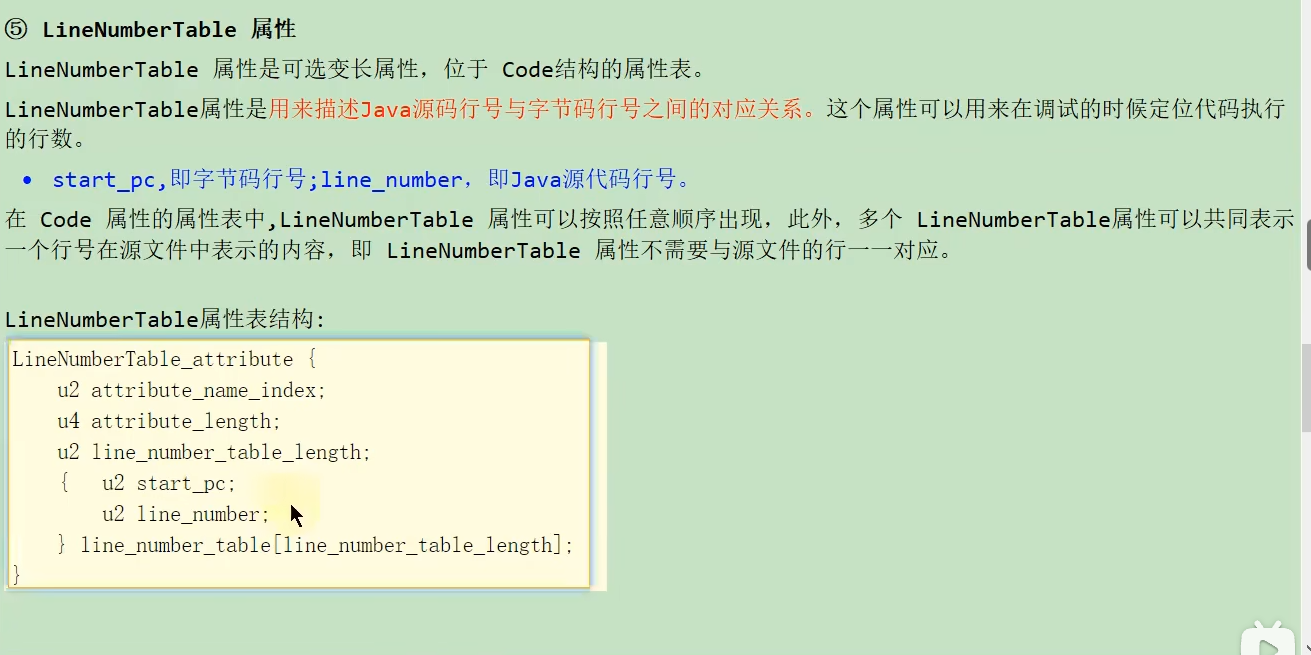 ⑤ LineNumberTable 属性
LineNumberTable 属性是可选变长属性，位于 Code结构的属性表。
LineNumberTable属性是用来描述Java源码行号与字节码行号之间的对应关系。这个属性可以用来在调试的时候定位代码执行
的行数。
• start_pc,即字节码行号;line_number，即Java源代码行号。
在 Code 属性的属性表中,LineNumberTable 属性可以按照任意顺序出现，此外，多个 LineNumberTable属性可以共同表示
一个行号在源文件中表示的内容，即 LineNumberTable 属性不需要与源文件的行一一对应。
LineNumberTable属性表结构:
LineNumberTable_attribute {
    u2 attribute_name_index;
    u4 attribute_length;
    u2 line_number_table_length;
    {   u2 start_pc;
        u2 line_number;
    } line_number_table[line_number_table_length];
}